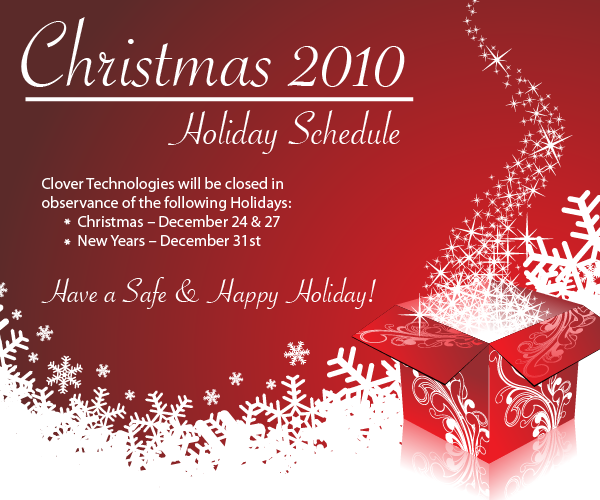 Christmas 2010
Holiday Schedule
Clover Technologies will be closed in
observance of the following Holidays:
* Christmas – December 24 & 27
* New Years – December 31st
Have a Safe & Happy Holiday!